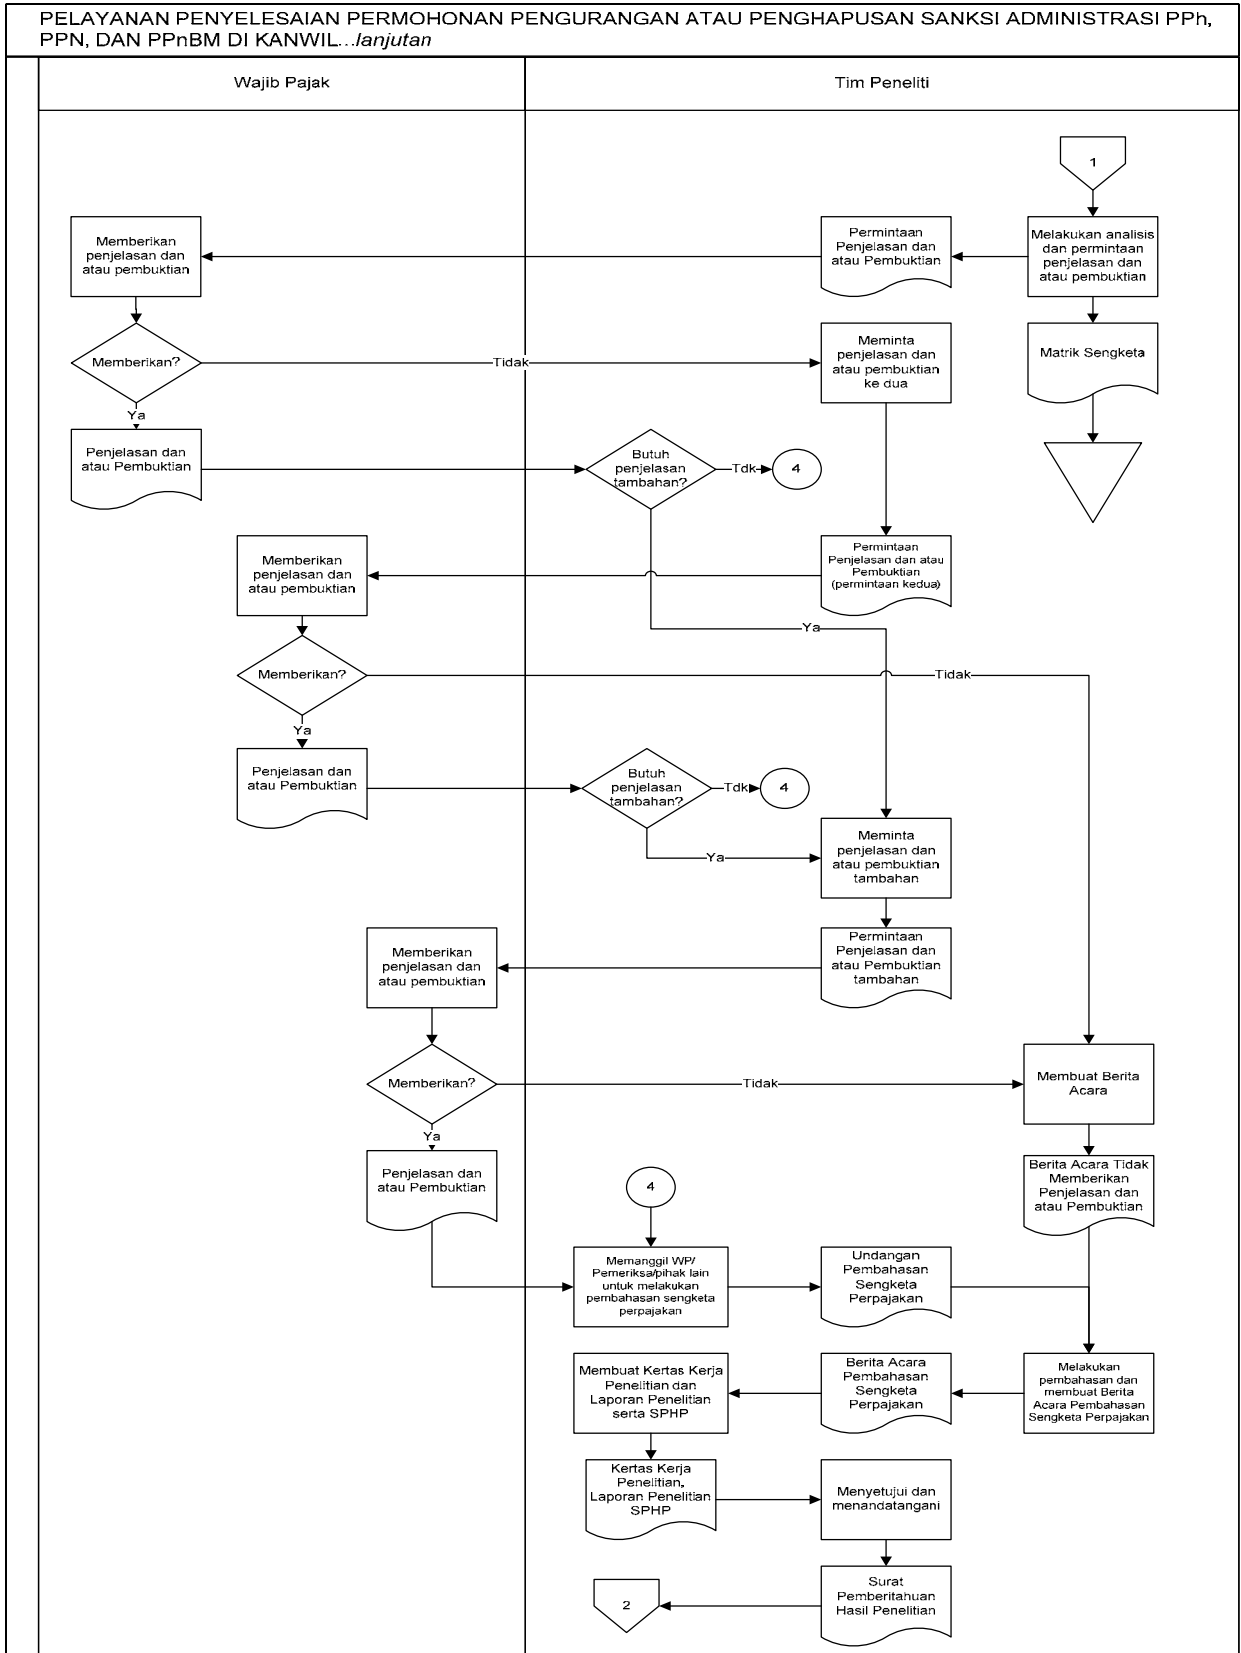 PELAYANAN PENYELESAIAN PERMOHONAN PENGURANGAN ATAU PENGHAPUSAN SANKSI ADMINISTRASI PPh,
PPN, DAN PPnBM DI KANWIL...lanjutan
Wajib Pajak
Tim Peneliti
1
Memberikan
penjelasan dan
atau pembuktian
Permintaan
Penjelasan dan
atau Pembuktian
Melakukan analisis
dan permintaan
penjelasan dan
atau pembuktian
Memberikan?
Tidak
Meminta
penjelasan dan
atau pembuktian
ke dua
Matrik Sengketa
Ya
Penjelasan dan
atau Pembuktian
Butuh
penjelasan
tambahan?
Tdk
4
Memberikan
penjelasan dan
atau pembuktian
Permintaan
Penjelasan dan atau
Pembuktian
(permintaan kedua)
Ya
Memberikan?
Tidak
Ya
Penjelasan dan
atau Pembuktian
Butuh
penjelasan
tambahan?
Tdk
4
Ya
Meminta
penjelasan dan
atau pembuktian
tambahan
Memberikan
penjelasan dan
atau pembuktian
Permintaan
Penjelasan dan
atau Pembuktian
tambahan
Memberikan?
Tidak
Membuat Berita
Acara
Ya
Penjelasan dan
atau Pembuktian
4
Berita Acara Tidak
Memberikan
Penjelasan dan
atau Pembuktian
Memanggil WP/
Pemeriksa/pihak lain
untuk melakukan
pembahasan sengketa
perpajakan
Undangan
Pembahasan
Sengketa
Perpajakan
Membuat Kertas Kerja
Penelitian dan
Laporan Penelitian
serta SPHP
Berita Acara
Pembahasan
Sengketa
Perpajakan
Melakukan
pembahasan dan
membuat Berita
Acara Pembahasan
Sengketa Perpajakan
Kertas Kerja
Penelitian,
Laporan Penelitian
SPHP
Menyetujui dan
menandatangani
2
Surat
Pemberitahuan
Hasil Penelitian